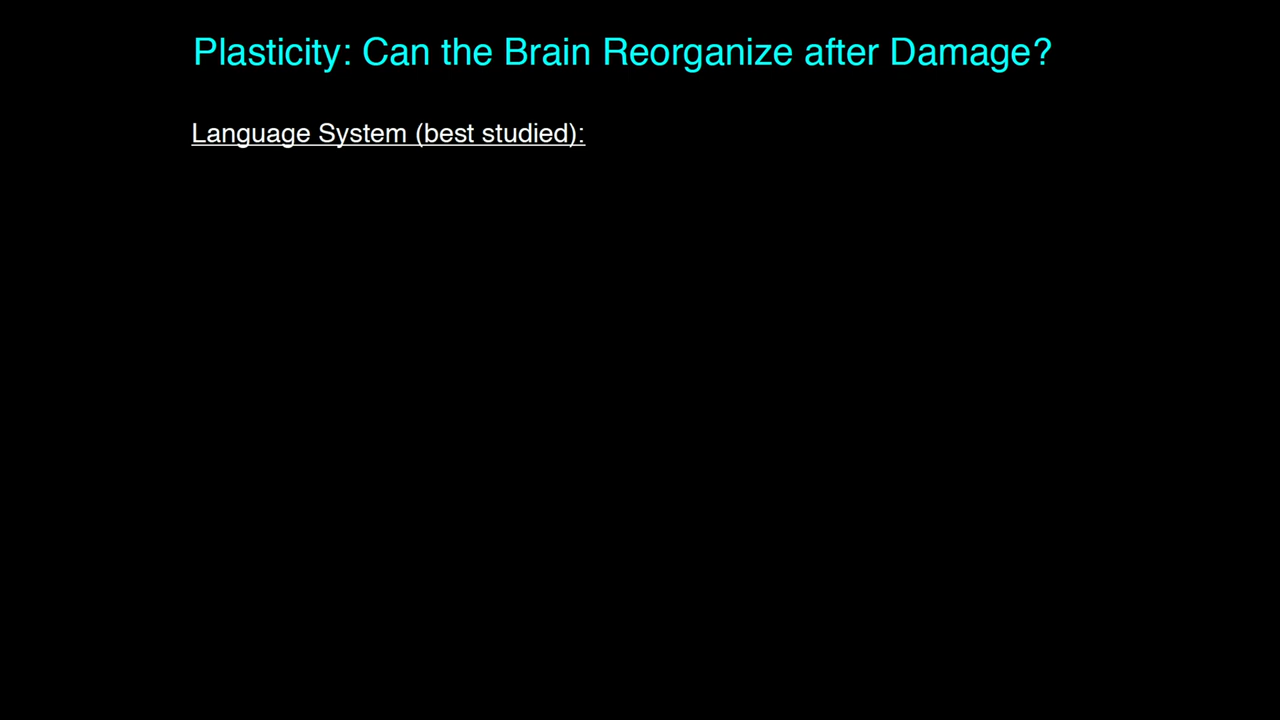 Plasticity: Can the Brain Reorganize after Damage?
Language System (best studied):